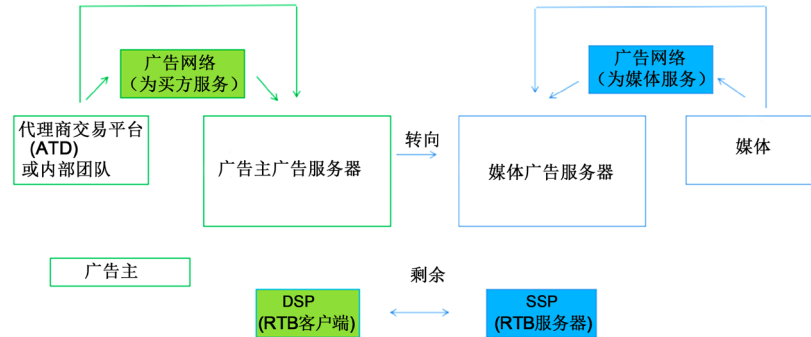 广告网络
（为买方服务）
广告网络
（为媒体服务）
代理商交易平台
(ATD)
或内部团队
广告主广告服务器
转向
媒体广告服务器
媒体
广告主
剩余
DSP
(RTB客户端)
SSP
(RTB服务器)